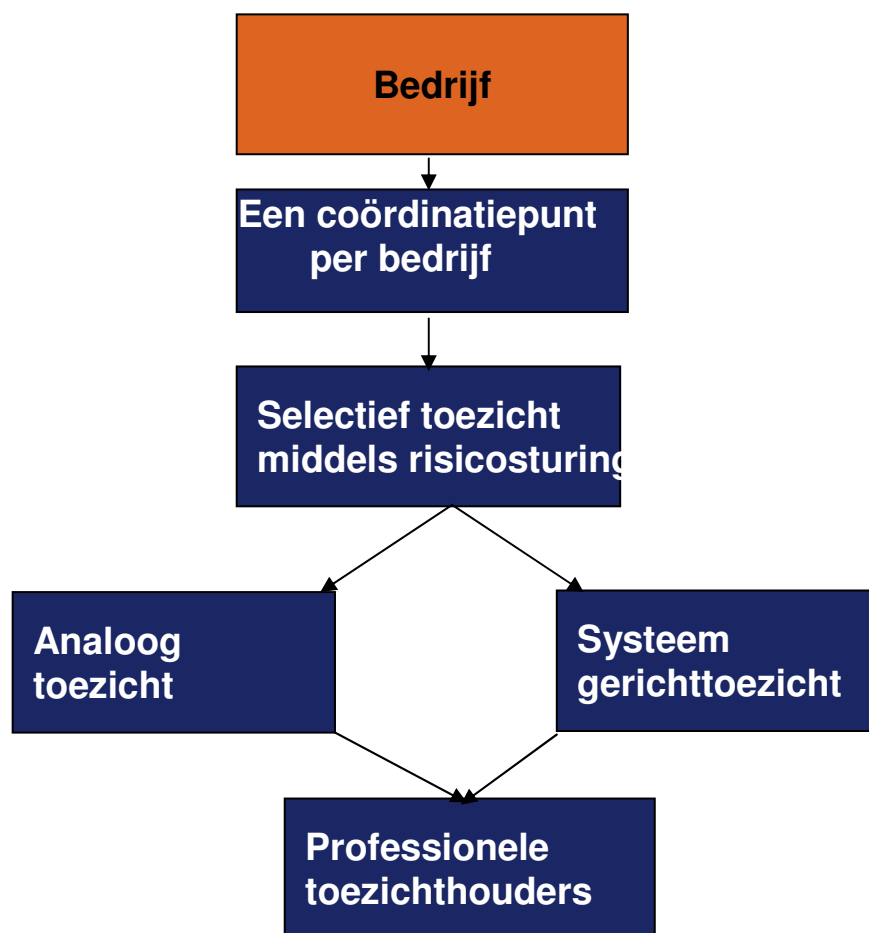 Bedrijf
Een coördinatiepunt
per bedrijf
Selectief toezicht
middels risicosturing
Analoog
toezicht
Systeem
gerichttoezicht
Professionele
toezichthouders